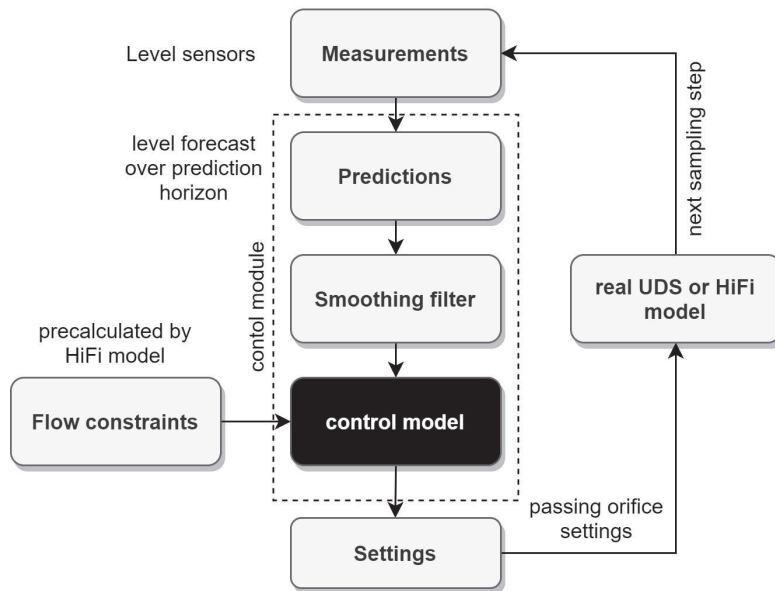 Level sensors
Measurements
level forecast
over prediction
horizon
Predictions
next sampling step
contol module
Smoothing filter
real UDS or HiFi
model
precalculated by
HiFi model
Flow constraints
control model
passing orifice
settings
Settings